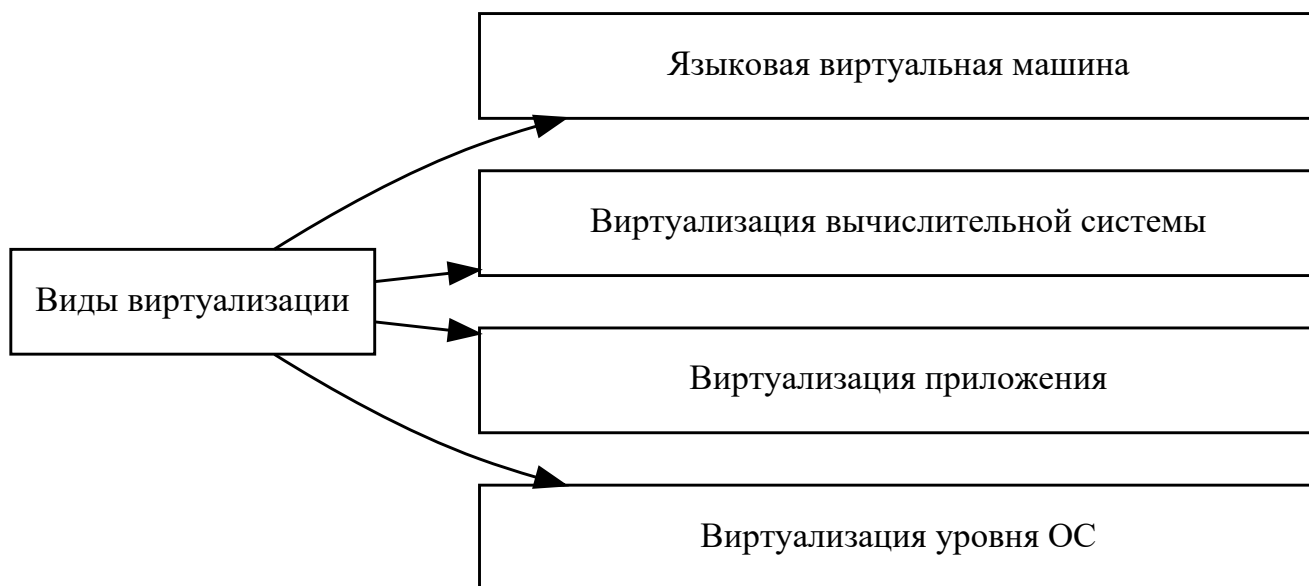 Языковая виртуальная машина
Виртуализация вычислительной системы
Виды виртуализации
Виртуализация приложения
Виртуализация уровня ОС